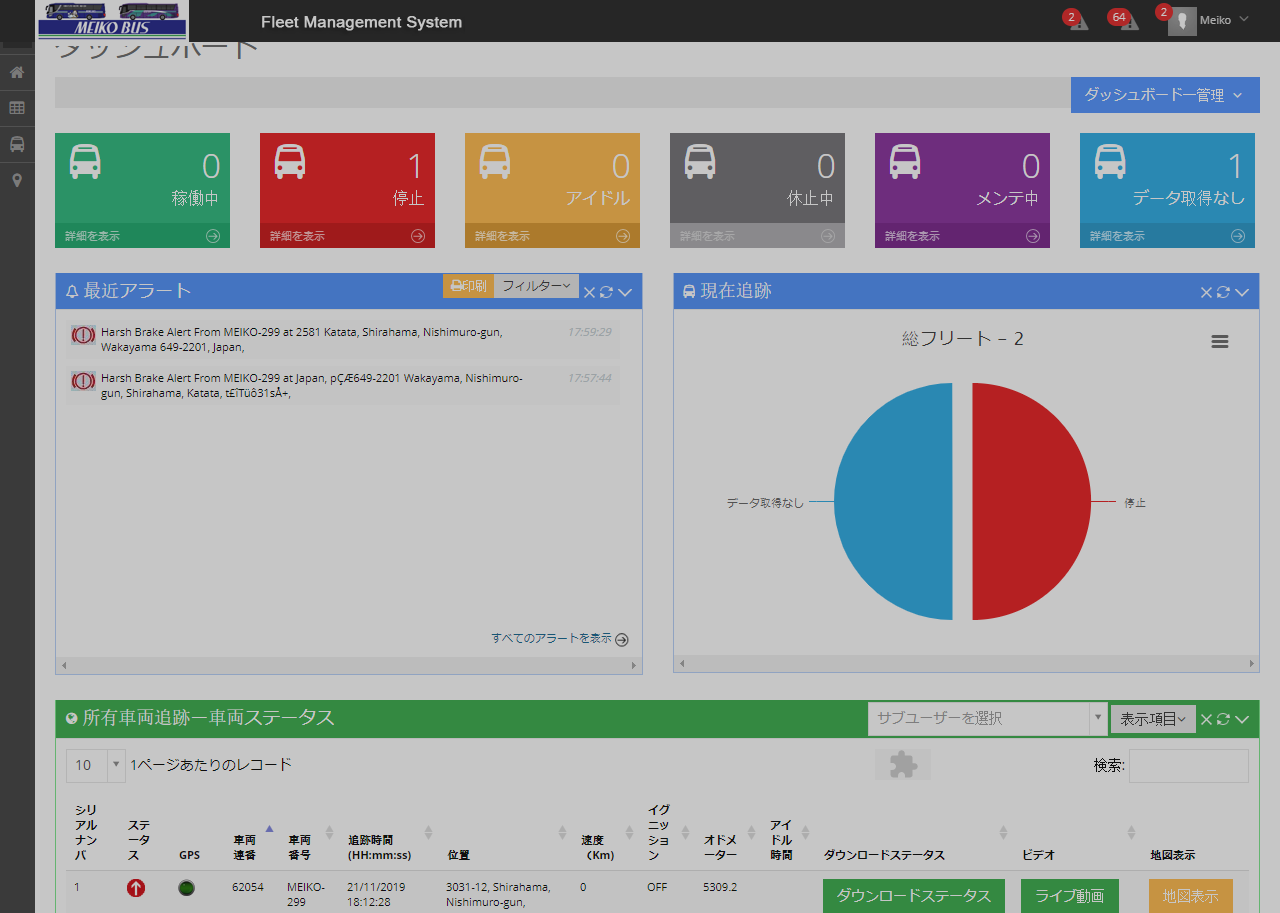 MEIKO BUS
Fleet Management System
2
64
2
Meiko
ダッシュボード
ダッシュボードー管理
0
稼働中
詳細を表示
1
停止
詳細を表示
0
アイドル
詳細を表示
0
休止中
詳細を表示
0
メンテ中
詳細を表示
1
データ取得なし
詳細を表示
最近アラート
印刷
フィルター
Harsh Brake Alert From MEIKO-299 at 2581 Katata, Shirahama, Nishimuro-gun,
Wakayama 649-2201, Japan,
17:59:29
Harsh Brake Alert From MEIKO-299 at Japan, pÇÆ649-2201 Wakayama, Nishimuro-
gun, Shirahama, Katata, t£ÎTüô31sÅ+,
17:57:44
すべてのアラートを表示
現在追跡
総フリート – 2
データ取得なし
停止
所有車両追跡ー車両ステータス
サブユーザーを選択
表示項目
10
1ページあたりのレコード
検索:
シリ
アル
ナン
バ
ステ
ータ
ス
GPS
車両
連番
車両
番号
追跡時間
(HH:mm:ss)
位置
速度
（Km)
イグ
ニッ
ショ
ン
オドメ
ーター
アイ
ドル
時間
ダウンロードステータス
ビデオ
地図表示
1
62054
MEIKO-
299
21/11/2019
18:12:28
3031-12, Shirahama,
Nishimuro-gun,
0
OFF
5309.2
ダウンロードステータス
ライブ動画
地図表示